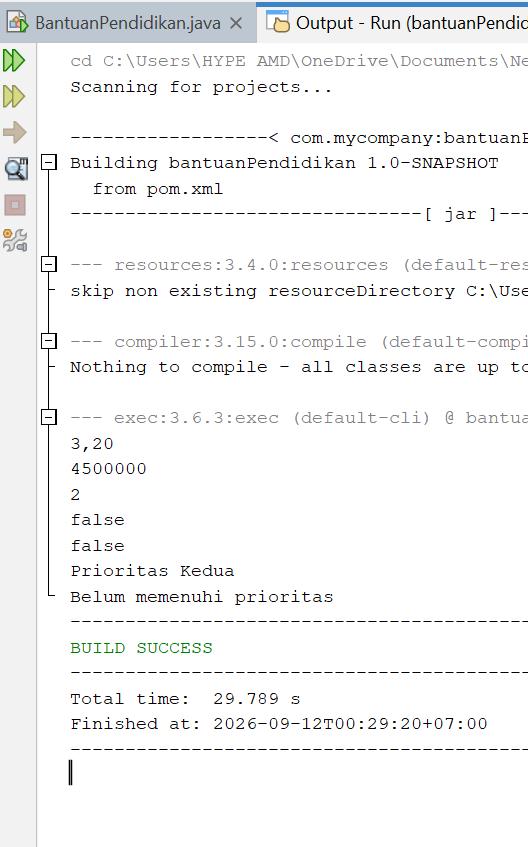 BantuanPendidikan.java
Output - Run (bantuanPendid
cd C:\Users\HYPE AMD\OneDrive\Documents\Ne
Scanning for projects...
------------------< com.mycompany:bantuanP
Building bantuanPendidikan 1.0-SNAPSHOT
from pom.xml
--------------------------------[ jar ]---
--- resources:3.4.0:resources (default-res
skip non existing resourceDirectory C:\Use
--- compiler:3.15.0:compile (default-compi
Nothing to compile - all classes are up to
--- exec:3.6.3:exec (default-cli) @ bantua
3,20
4500000
2
false
false
Prioritas Kedua
Belum memenuhi prioritas
------------------------------------------
BUILD SUCCESS
------------------------------------------
Total time:  29.789 s
Finished at: 2026-09-12T00:29:20+07:00
------------------------------------------